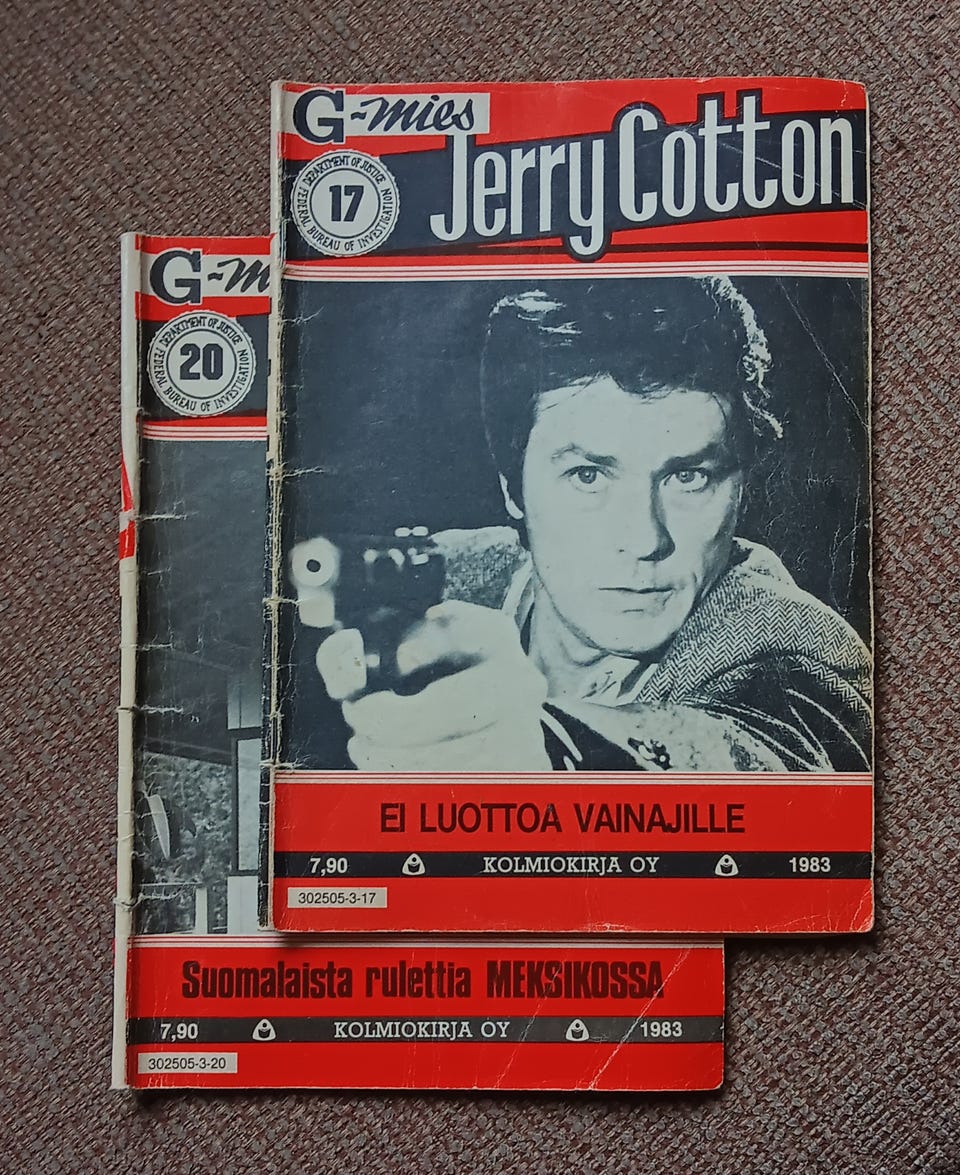 G-mies
Jerry Cotton
DEPARTMENT OF JUSTICE
FEDERAL BUREAU OF INVESTIGATION
17
EI LUOTTOA VAINAJILLE
7,90 KOLMIOKIRJA OY 1983
302505-3-17
G-m
DEPARTMENT OF JUSTICE
FEDERAL BUREAU OF INVESTIGATION
20
Suomalaista rulettia MEKSIKOSSA
7,90 KOLMIOKIRJA OY 1983
302505-3-20